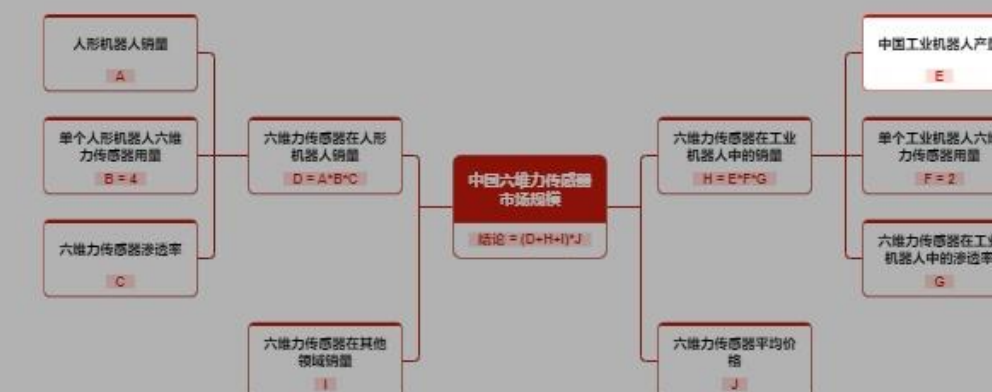 人形机器人销量
A
单个人形机器人六维
力传感器用量
B = 4
六维力传感器渗透率
C
六维力传感器在人形
机器人销量
D = A*B*C
六维力传感器在其他
领域销量
I
中国六维力传感器
市场规模
结论 = (D+H+I)*J
六维力传感器在工业
机器人中的销量
H = E*F*G
六维力传感器平均价
格
J
中国工业机器人产
E
单个工业机器人六
力传感器用量
F = 2
六维力传感器在工
机器人中的渗透率
G